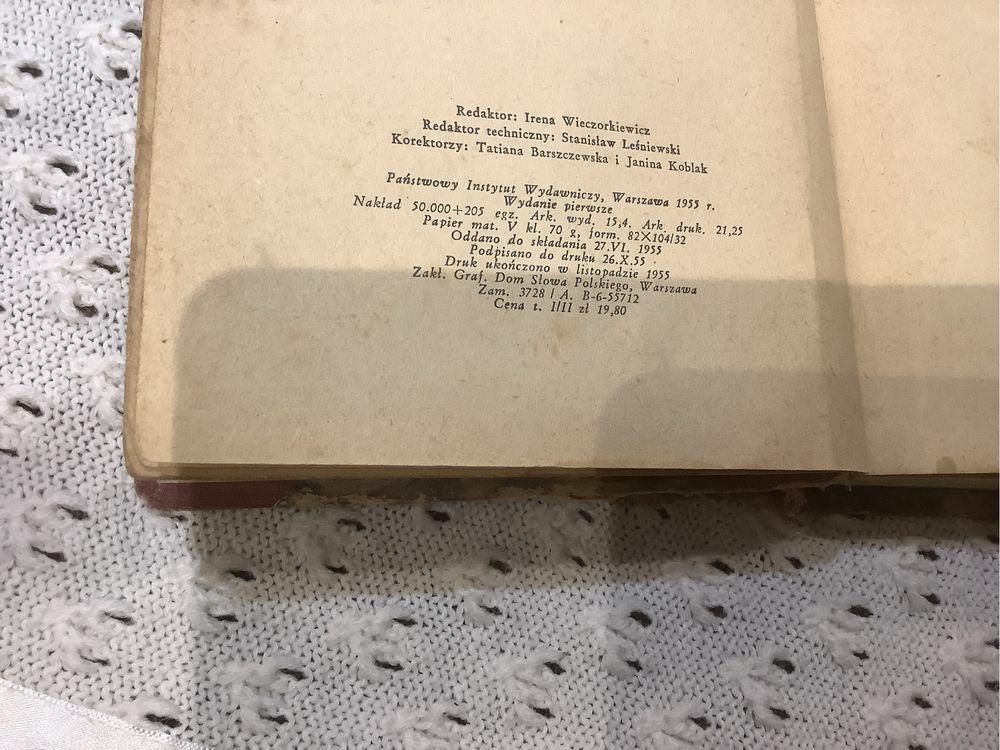 Redaktor: Irena Wieczorkiewicz
Redaktor techniczny: Stanisław Leśniewski
Korektorzy: Tatiana Barszczewska i Janina Koblak
Państwowy Instytut Wydawniczy, Warszawa 1955 r.
Wydanie pierwsze
Nakład 50.000+205 egz. Ark. wyd. 15,4. Ark. druk. 21,25
Papier mat. V kl. 70 g, form. 82X104/32
Oddano do składania 27.VI. 1955
Podpisano do druku 26.X.55
Druk ukończono w listopadzie 1955
Zakł. Graf. Dom Słowa Polskiego, Warszawa
Zam. 3728 / A. B-6-55712
Cena t. I/II zł 19,80